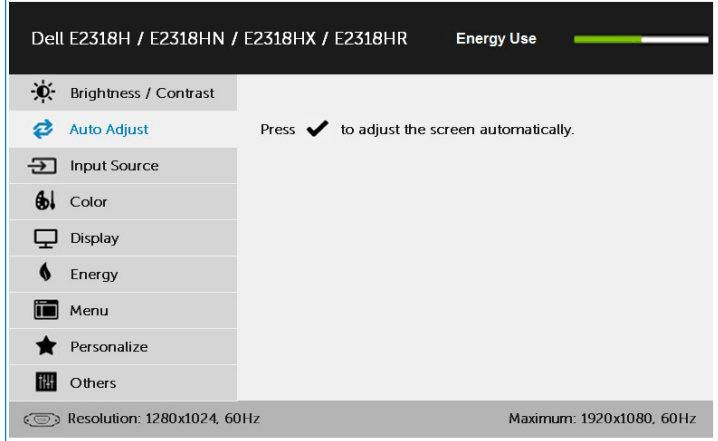 Dell E2318H / E2318HN / E2318HX / E2318HR Energy Use
Brightness / Contrast
Auto Adjust
Press ✔ to adjust the screen automatically.
Input Source
Color
Display
Energy
Menu
Personalize
Others
Resolution: 1280x1024, 60Hz Maximum: 1920x1080, 60Hz